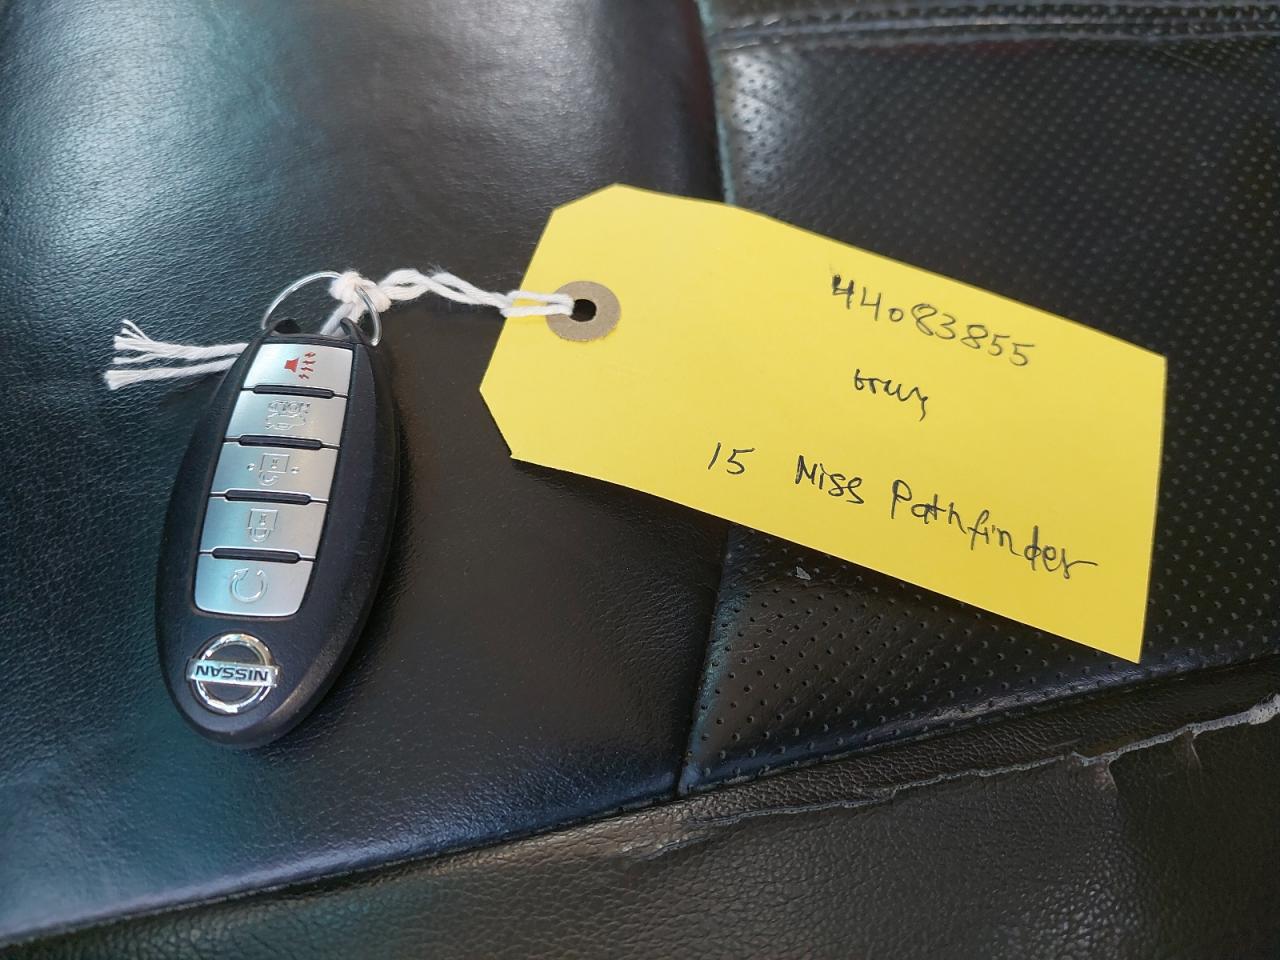 44083855
gray
15 Niss Pathfinder
NISSAN